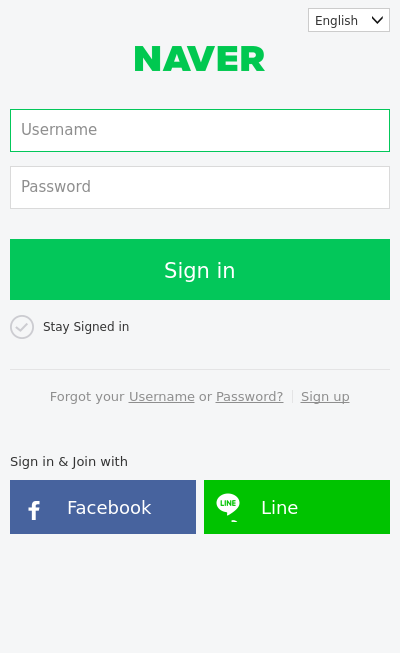 English
NAVER
Username
Password
Sign in
Stay Signed in
Forgot your Username or Password? Sign up
Sign in & Join with
Facebook
LINE Line